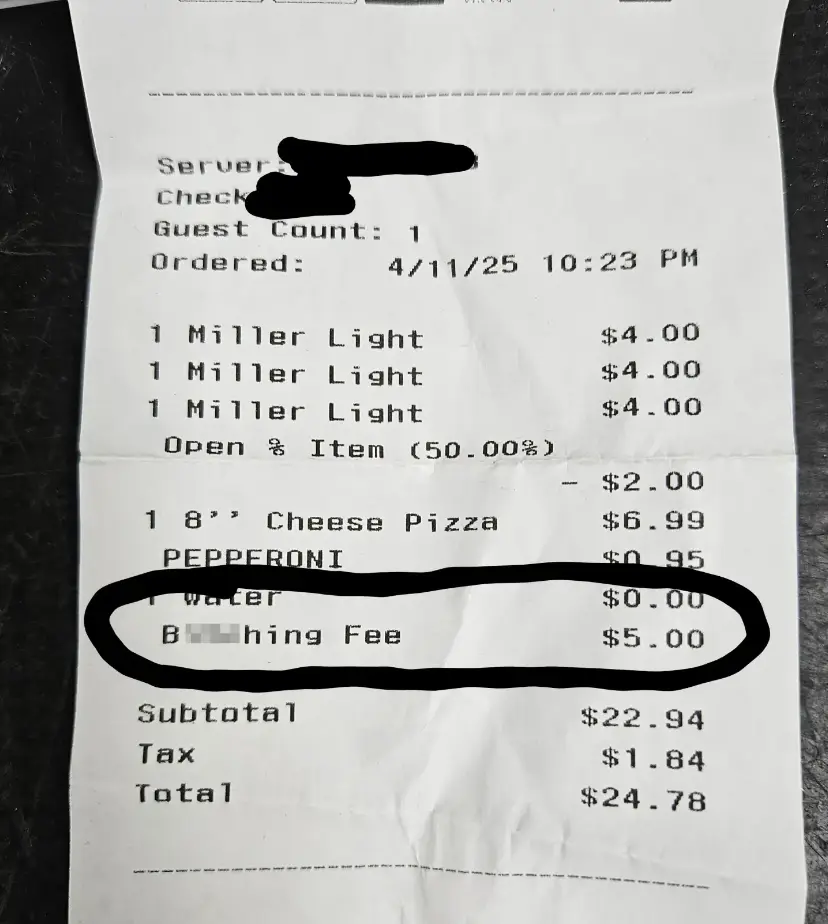 Server:
Check
Guest Count: 1
Ordered: 4/11/25 10:23 PM
1 Miller Light $4.00
1 Miller Light $4.00
1 Miller Light $4.00
Open % Item (50.00%)
- $2.00
1 8’’ Cheese Pizza $6.99
PEPPERONI $0.95
1 Water $0.00
Fee $5.00
Subtotal $22.94
Tax $1.84
Total $24.78